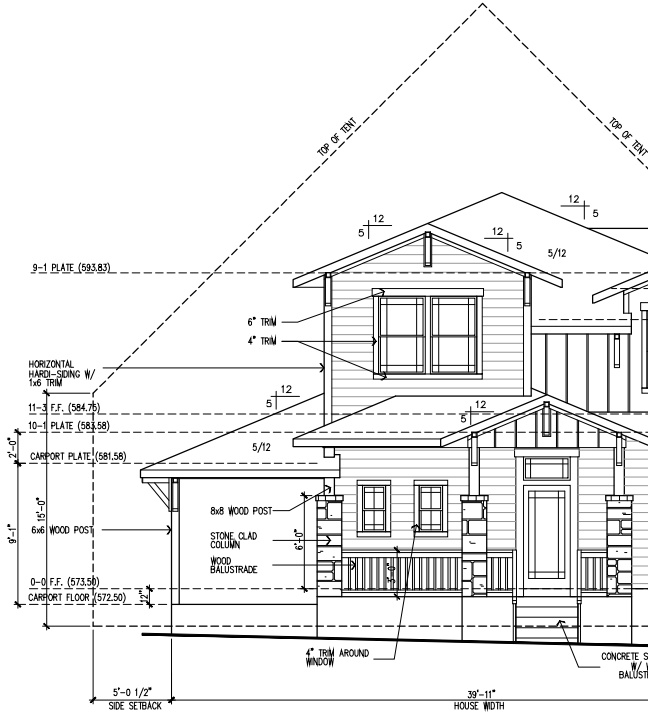 TOP OF TENT
TOP OF TENT
12
5
12
5
12
5
5/12
9-1 PLATE (593.83)
6" TRIM
4" TRIM
HORIZONTAL
HARDI-SIDING W/
1x6 TRIM
12
5
12
5
11-3 F.F. (584.75)
10-1 PLATE (583.58)
2'-0"
5/12
CARPORT PLATE (581.58)
9'-1"
15'-0"
6x6 WOOD POST
8x8 WOOD POST
6'-0"
STONE CLAD
COLUMN
WOOD
BALUSTRADE
3'-0"
0-0 F.F. (573.50)
12"
CARPORT FLOOR (572.50)
4" TRIM AROUND
WINDOW
CONCRETE S
W/ W
BALUST
5'-0 1/2"
SIDE SETBACK
39'-11"
HOUSE WIDTH